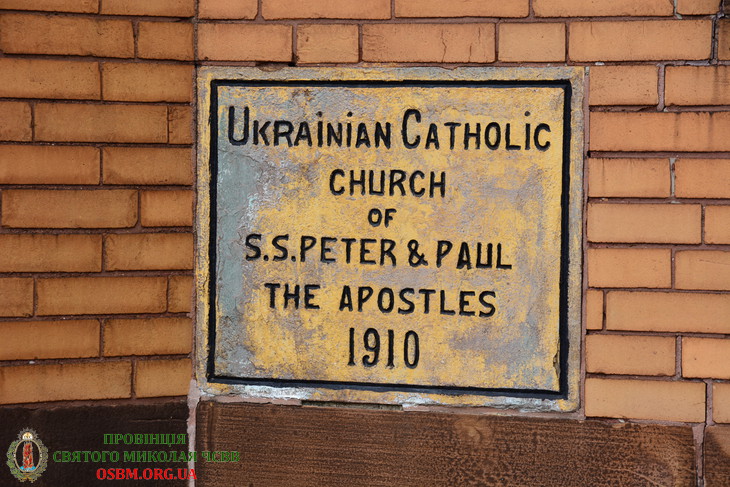 Ukrainian Catholic
CHURCH
OF
S.S. PETER & PAUL
THE APOSTLES
1910
ПРОВІНЦІЯ
СВЯТОГО МИКОЛАЯ ЧСВВ
OSBM.ORG.UA